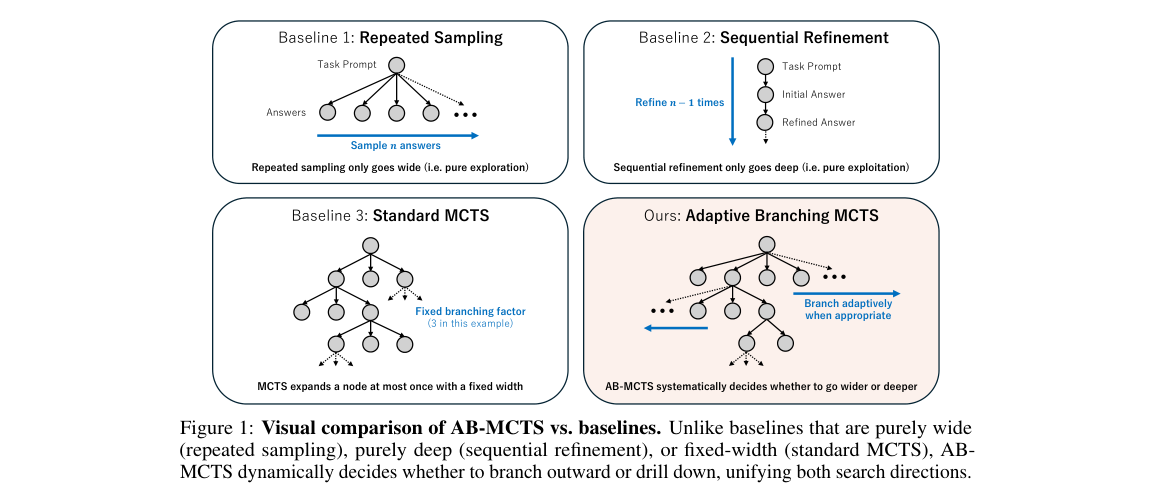 Baseline 1: Repeated Sampling
Task Prompt
Answers
•••
Sample n answers
Repeated sampling only goes wide (i.e. pure exploration)
Baseline 2: Sequential Refinement
Task Prompt
Refine n − 1 times
Initial Answer
Refined Answer
Sequential refinement only goes deep (i.e. pure exploitation)
Baseline 3: Standard MCTS
Fixed branching factor
(3 in this example)
MCTS expands a node at most once with a fixed width
Ours: Adaptive Branching MCTS
•••
Branch adaptively
when appropriate
•••
AB-MCTS systematically decides whether to go wider or deeper
Figure 1: Visual comparison of AB-MCTS vs. baselines. Unlike baselines that are purely wide
(repeated sampling), purely deep (sequential refinement), or fixed-width (standard MCTS), AB-
MCTS dynamically decides whether to branch outward or drill down, unifying both search directions.